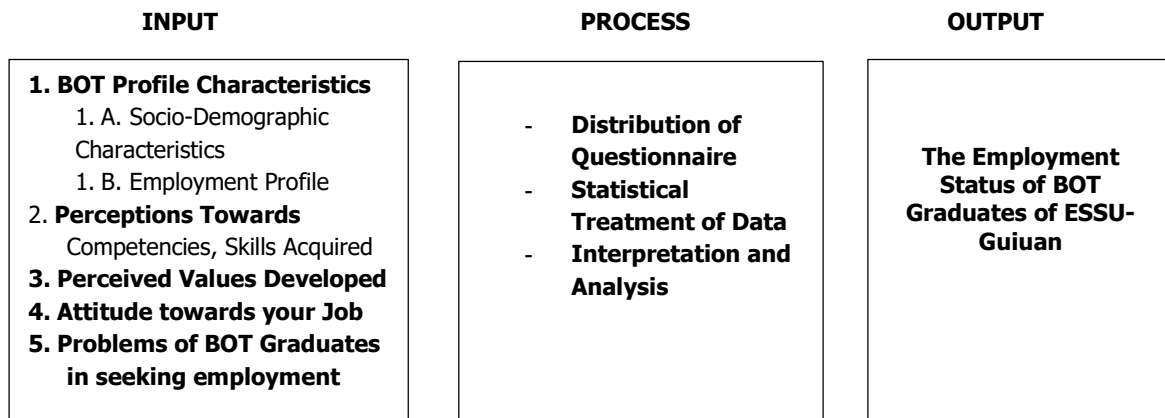 INPUT
PROCESS
OUTPUT
1. BOT Profile Characteristics
1. A. Socio-Demographic
Characteristics
1. B. Employment Profile
2. Perceptions Towards
Competencies, Skills Acquired
3. Perceived Values Developed
4. Attitude towards your Job
5. Problems of BOT Graduates
in seeking employment
- Distribution of
Questionnaire
- Statistical
Treatment of Data
- Interpretation and
Analysis
The Employment
Status of BOT
Graduates of ESSU-
Guiuan